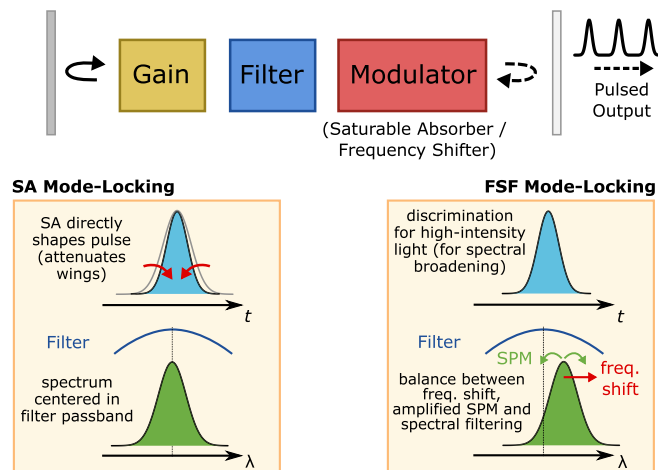 Gain
Filter
Modulator
(Saturable Absorber /
Frequency Shifter)
Pulsed
Output
SA Mode-Locking
SA directly
shapes pulse
(attenuates
wings)
t
Filter
spectrum
centered in
filter passband
λ
FSF Mode-Locking
discrimination
for high-intensity
light (for spectral
broadening)
t
Filter
SPM
freq.
shift
balance between
freq. shift,
amplified SPM and
spectral filtering
λ